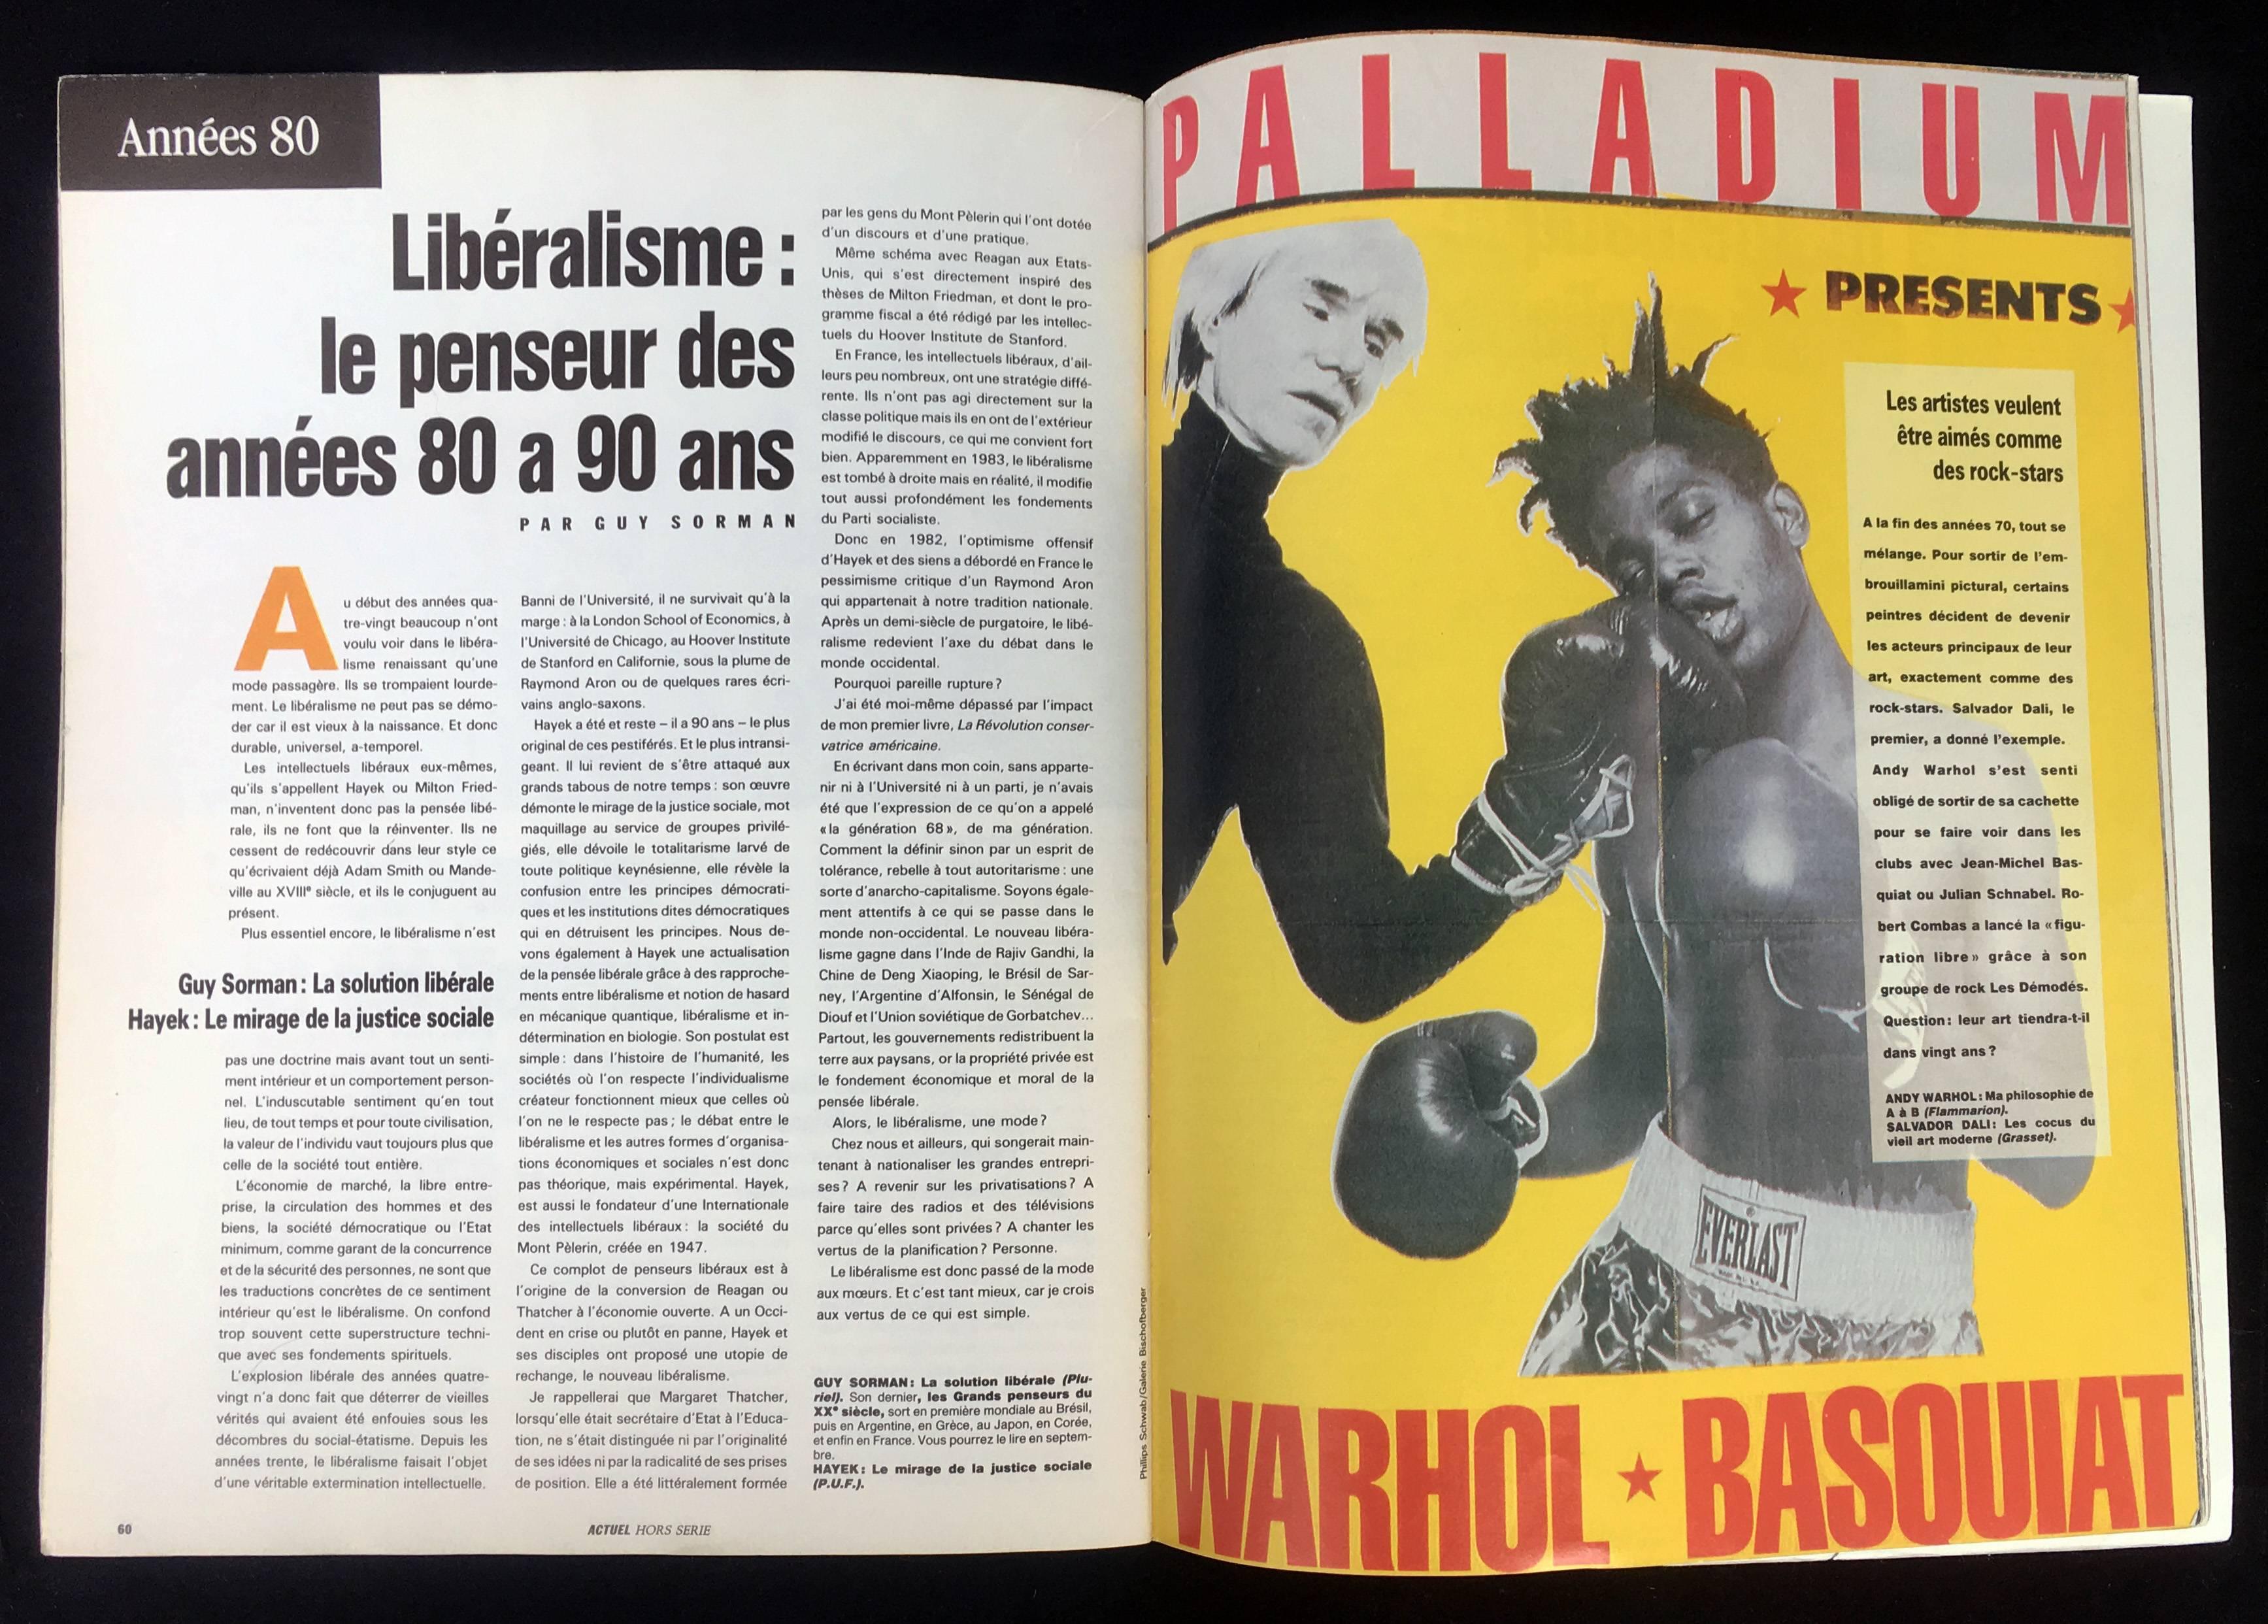 Années 80
Libéralisme :
le penseur des
années 80 a 90 ans
PAR GUY SORMAN
Au début des années qua-
tre-vingt beaucoup n'ont
voulu voir dans le libéra-
lisme renaissant qu'une
mode passagère. Ils se trompaient lourde-
ment. Le libéralisme ne peut pas se démo-
der car il est vieux à la naissance. Et donc
durable, universel, a-temporel.
Les intellectuels libéraux eux-mêmes,
qu'ils s'appellent Hayek ou Milton Fried-
man, n'inventent donc pas la pensée libé-
rale, ils ne font que la réinventer. Ils ne
cessent de redécouvrir dans leur style ce
qu'écrivaient déjà Adam Smith ou Mande-
ville au XVIIIe siècle, et ils le conjuguent au
présent.
Plus essentiel encore, le libéralisme n'est
Guy Sorman : La solution libérale
Hayek : Le mirage de la justice sociale
pas une doctrine mais avant tout un senti-
ment intérieur et un comportement person-
nel. L'induscutable sentiment qu'en tout
lieu, de tout temps et pour toute civilisation,
la valeur de l'individu vaut toujours plus que
celle de la société tout entière.
L'économie de marché, la libre entre-
prise, la circulation des hommes et des
biens, la société démocratique ou l'Etat
minimum, comme garant de la concurrence
et de la sécurité des personnes, ne sont que
les traductions concrètes de ce sentiment
intérieur qu'est le libéralisme. On confond
trop souvent cette superstructure techni-
que avec ses fondements spirituels.
L'explosion libérale des années quatre-
vingt n'a donc fait que déterrer de vieilles
vérités qui avaient été enfouies sous les
décombres du social-étatisme. Depuis les
années trente, le libéralisme faisait l'objet
d'une véritable extermination intellectuelle.
Banni de l'Université, il ne survivait qu'à la
marge : à la London School of Economics, à
l'Université de Chicago, au Hoover Institute
de Stanford en Californie, sous la plume de
Raymond Aron ou de quelques rares écri-
vains anglo-saxons.
Hayek a été et reste – il a 90 ans – le plus
original de ces pestiférés. Et le plus intransi-
geant. Il lui revient de s'être attaqué aux
grands tabous de notre temps : son œuvre
démonte le mirage de la justice sociale, mot
maquillage au service de groupes privilé-
giés, elle dévoile le totalitarisme larvé de
toute politique keynésienne, elle révèle la
confusion entre les principes démocrati-
ques et les institutions dites démocratiques
qui en détruisent les principes. Nous de-
vons également à Hayek une actualisation
de la pensée libérale grâce à des rapproche-
ments entre libéralisme et notion de hasard
en mécanique quantique, libéralisme et in-
détermination en biologie. Son postulat est
simple : dans l'histoire de l'humanité, les
sociétés où l'on respecte l'individualisme
créateur fonctionnent mieux que celles où
l'on ne le respecte pas ; le débat entre le
libéralisme et les autres formes d'organisa-
tions économiques et sociales n'est donc
pas théorique, mais expérimental. Hayek,
est aussi le fondateur d'une Internationale
des intellectuels libéraux : la société du
Mont Pèlerin, créée en 1947.
Ce complot de penseurs libéraux est à
l'origine de la conversion de Reagan ou
Thatcher à l'économie ouverte. A un Occi-
dent en crise ou plutôt en panne, Hayek et
ses disciples ont proposé une utopie de
rechange, le nouveau libéralisme.
Je rappellerai que Margaret Thatcher,
lorsqu'elle était secrétaire d'Etat à l'Educa-
tion, ne s'était distinguée ni par l'originalité
de ses idées ni par la radicalité de ses prises
de position. Elle a été littéralement formée
par les gens du Mont Pèlerin qui l'ont dotée
d'un discours et d'une pratique.
Même schéma avec Reagan aux Etats-
Unis, qui s'est directement inspiré des
thèses de Milton Friedman, et dont le pro-
gramme fiscal a été rédigé par les intellec-
tuels du Hoover Institute de Stanford.
En France, les intellectuels libéraux, d'ail-
leurs peu nombreux, ont une stratégie diffé-
rente. Ils n'ont pas agi directement sur la
classe politique mais ils en ont de l'extérieur
modifié le discours, ce qui me convient fort
bien. Apparemment en 1983, le libéralisme
est tombé à droite mais en réalité, il modifie
tout aussi profondément les fondements
du Parti socialiste.
Donc en 1982, l'optimisme offensif
d'Hayek et des siens a débordé en France le
pessimisme critique d'un Raymond Aron
qui appartenait à notre tradition nationale.
Après un demi-siècle de purgatoire, le libé-
ralisme redevient l'axe du débat dans le
monde occidental.
Pourquoi pareille rupture ?
J'ai été moi-même dépassé par l'impact
de mon premier livre, La Révolution conser-
vatrice américaine.
En écrivant dans mon coin, sans apparte-
nir ni à l'Université ni à un parti, je n'avais
été que l'expression de ce qu'on a appelé
« la génération 68 », de ma génération.
Comment la définir sinon par un esprit de
tolérance, rebelle à tout autoritarisme : une
sorte d'anarcho-capitalisme. Soyons égale-
ment attentifs à ce qui se passe dans le
monde non-occidental. Le nouveau libéra-
lisme gagne dans l'Inde de Rajiv Gandhi, la
Chine de Deng Xiaoping, le Brésil de Sar-
ney, l'Argentine d'Alfonsin, le Sénégal de
Diouf et l'Union soviétique de Gorbatchev...
Partout, les gouvernements redistribuent la
terre aux paysans, or la propriété privée est
le fondement économique et moral de la
pensée libérale.
Alors, le libéralisme, une mode ?
Chez nous et ailleurs, qui songerait main-
tenant à nationaliser les grandes entrepri-
ses ? A revenir sur les privatisations ? A
faire taire des radios et des télévisions
parce qu'elles sont privées ? A chanter les
vertus de la planification ? Personne.
Le libéralisme est donc passé de la mode
aux mœurs. Et c'est tant mieux, car je crois
aux vertus de ce qui est simple.
GUY SORMAN : La solution libérale (Plu-
riel). Son dernier, les Grands penseurs du
XXe siècle, sort en première mondiale au Brésil,
puis en Argentine, en Grèce, au Japon, en Corée,
et enfin en France. Vous pourrez le lire en septem-
bre.
HAYEK : Le mirage de la justice sociale
(P.U.F.).
60
ACTUEL HORS SERIE
Philips Schwab/Galerie Bischofberger
PALLADIUM
PRESENTS
Les artistes veulent
être aimés comme
des rock-stars
A la fin des années 70, tout se
mélange. Pour sortir de l'em-
brouillamini pictural, certains
peintres décident de devenir
les acteurs principaux de leur
art, exactement comme des
rock-stars. Salvador Dali, le
premier, a donné l'exemple.
Andy Warhol s'est senti
obligé de sortir de sa cachette
pour se faire voir dans les
clubs avec Jean-Michel Bas-
quiat ou Julian Schnabel. Ro-
bert Combas a lancé la « figu-
ration libre » grâce à son
groupe de rock Les Démodés.
Question : leur art tiendra-t-il
dans vingt ans ?
ANDY WARHOL : Ma philosophie de
A à B (Flammarion).
SALVADOR DALI : Les cocus du
vieil art moderne (Grasset).
EVERLAST
WARHOL BASQUIAT